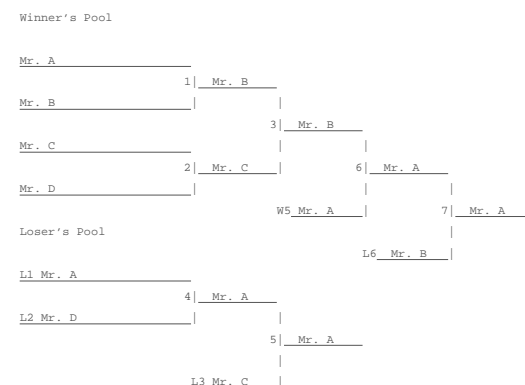 Winner's Pool
Mr. A
1| Mr. B
Mr. B
3| Mr. B
Mr. C
2| Mr. C
6| Mr. A
Mr. D
W5 Mr. A
7| Mr. A
Loser's Pool
L6 Mr. B
L1 Mr. A
4| Mr. A
L2 Mr. D
5| Mr. A
L3 Mr. C